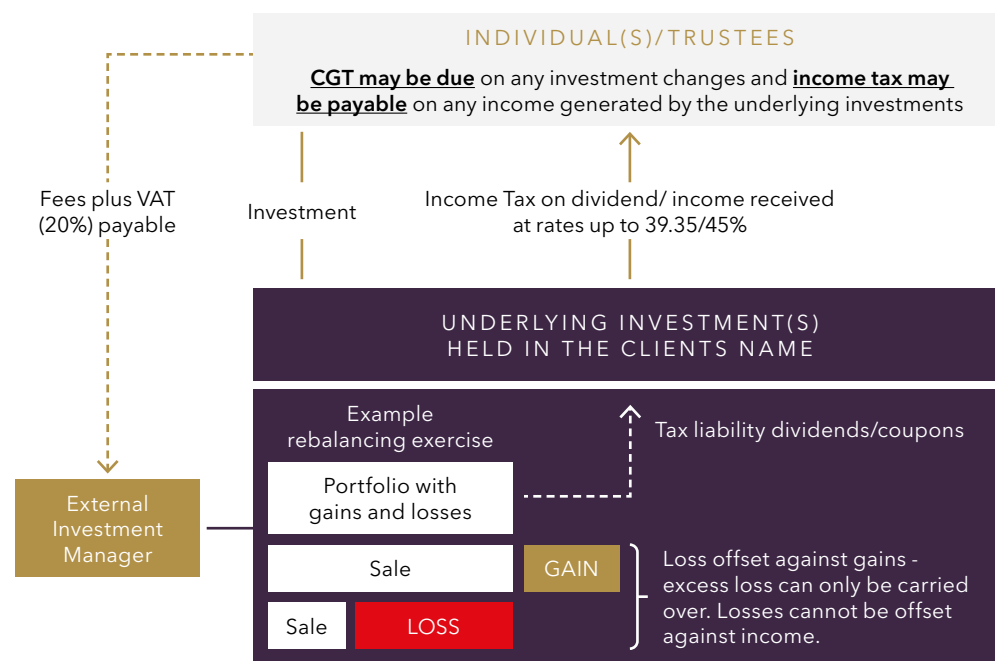 INDIVIDUAL(S)/TRUSTEES
CGT may be due on any investment changes and income tax may
be payable on any income generated by the underlying investments
Fees plus VAT
(20%) payable
Investment
Income Tax on dividend/ income received
at rates up to 39.35/45%
UNDERLYING INVESTMENT(S)
HELD IN THE CLIENTS NAME
Example
rebalancing exercise
Tax liability dividends/coupons
Portfolio with
gains and losses
External
Investment
Manager
Sale
GAIN
Sale
LOSS
Loss offset against gains -
excess loss can only be carried
over. Losses cannot be offset
against income.